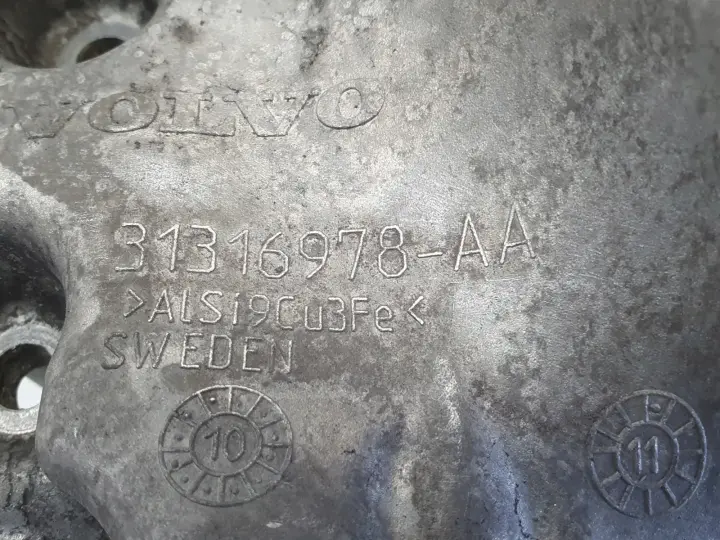 VOLVO
31316978-AA
>AlSi9Cu3Fe<
SWEDEN
10
11